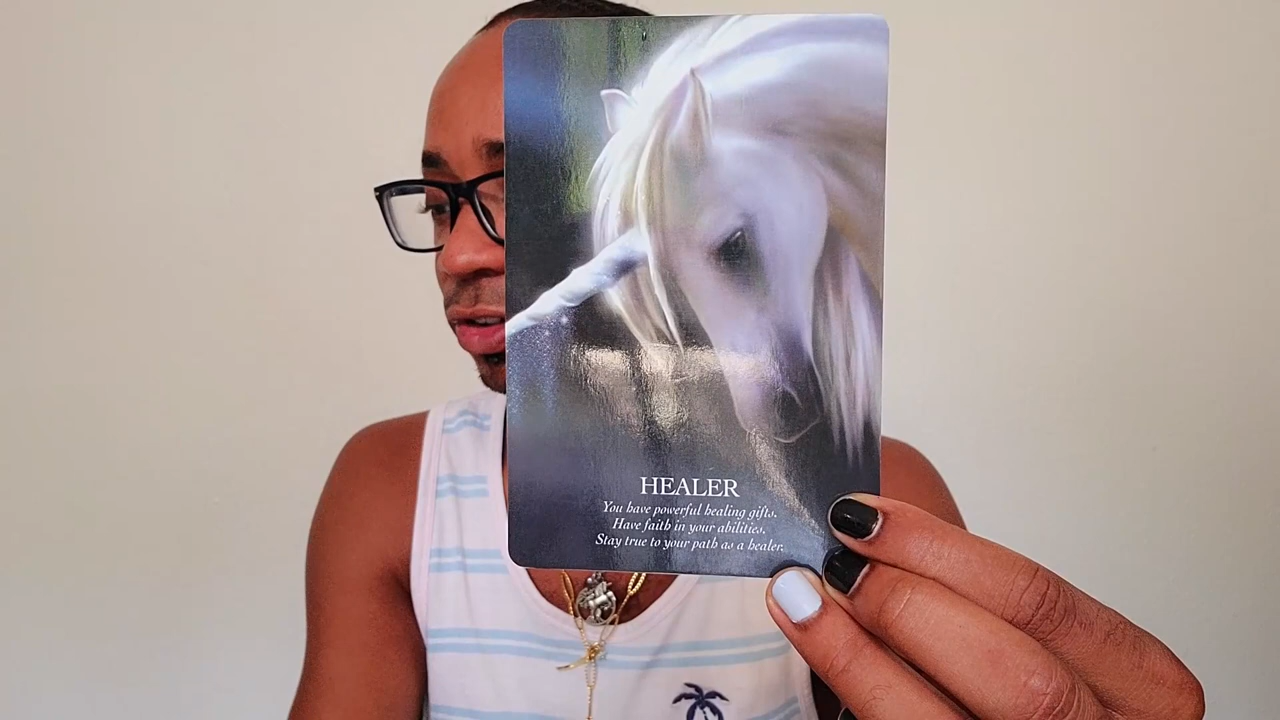 HEALER
You have powerful healing gifts.
Have faith in your abilities.
Stay true to your path as a healer.